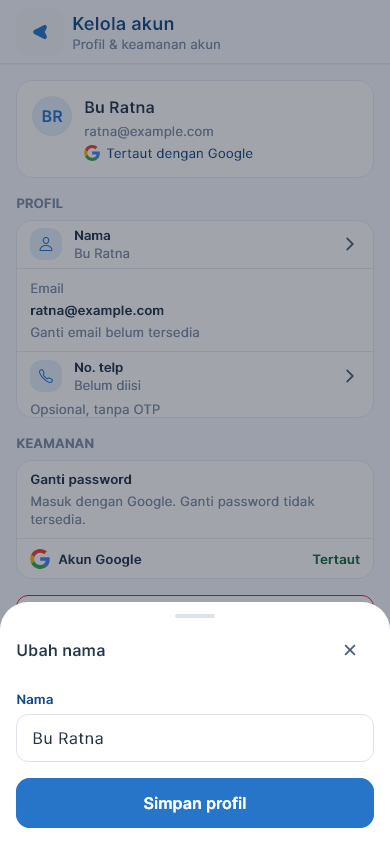 Kelola akun
Profil & keamanan akun
BR
Bu Ratna
ratna@example.com
Tertaut dengan Google
PROFIL
Nama
Bu Ratna
Email
ratna@example.com
Ganti email belum tersedia
No. telp
Belum diisi
Opsional, tanpa OTP
KEAMANAN
Ganti password
Masuk dengan Google. Ganti password tidak
tersedia.
Akun Google
Tertaut
Ubah nama
Nama
Bu Ratna
Simpan profil